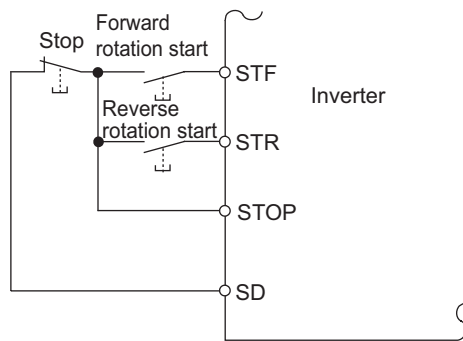 Forward
rotation start
Stop
STF
Inverter
Reverse
rotation start
STR
STOP
SD